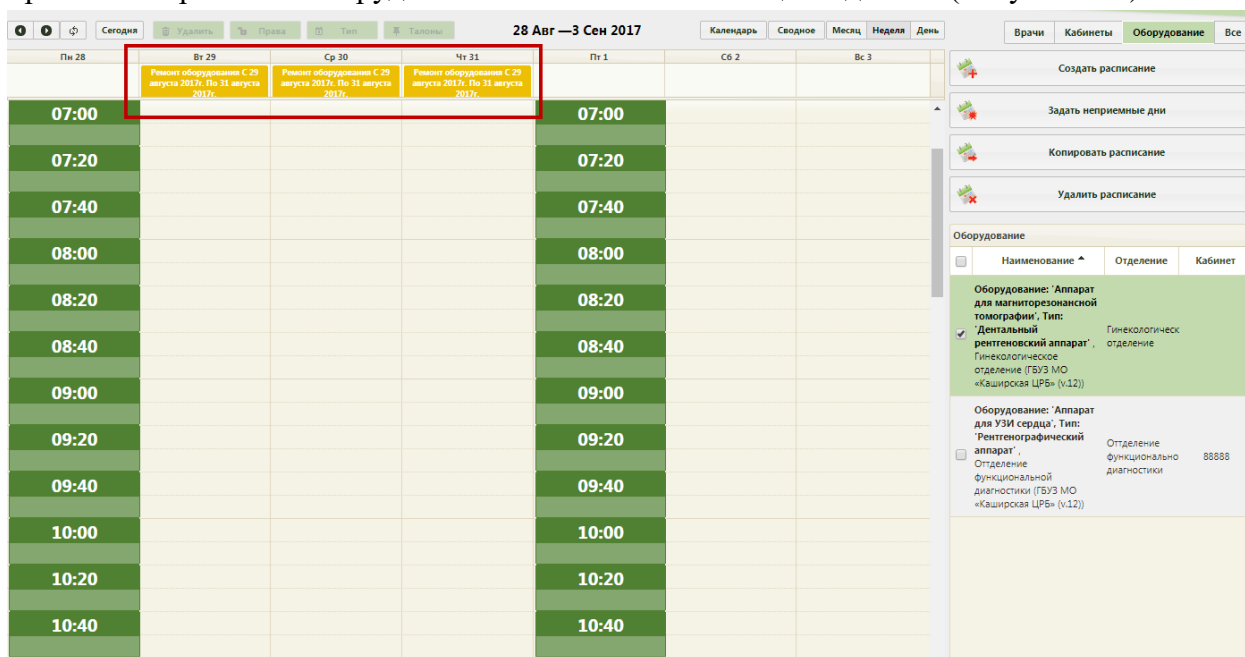 Сегодня Удалить Права Тип Талоны 28 Авг —3 Сен 2017 Календарь Сводное Месяц Неделя День Врачи Кабинеты Оборудование Все
Пн 28 Вт 29 Ср 30 Чт 31 Пт 1 Сб 2 Вс 3
Ремонт оборудования С 29 августа 2017г. По 31 августа 2017г.
Ремонт оборудования С 29 августа 2017г. По 31 августа 2017г.
Ремонт оборудования С 29 августа 2017г. По 31 августа 2017г.
07:00 07:00
07:20 07:20
07:40 07:40
08:00 08:00
08:20 08:20
08:40 08:40
09:00 09:00
09:20 09:20
09:40 09:40
10:00 10:00
10:20 10:20
10:40 10:40
Создать расписание
Задать неприемные дни
Копировать расписание
Удалить расписание
Оборудование
Наименование Отделение Кабинет
Оборудование: 'Аппарат
для магниторезонансной
томографии', Тип:
'Дентальный
рентгеновский аппарат' ,
Гинекологическое
отделение (ГБУЗ МО
«Каширская ЦРБ» (v.12))
Гинекологическ
отделение
Оборудование: 'Аппарат
для УЗИ сердца', Тип:
'Рентгенографический
аппарат' ,
Оттделение
функциональной
диагностики (ГБУЗ МО
«Каширская ЦРБ» (v.12))
Оттделение
функционально
диагностики
88888